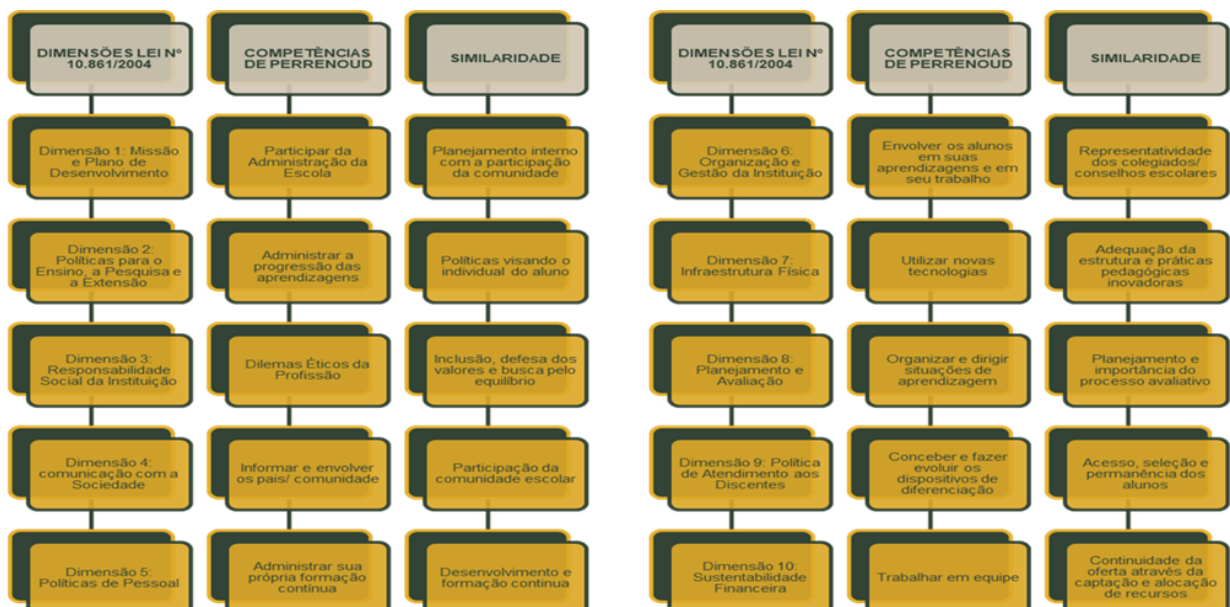 DIMENSÕES LEI Nº
10.861/2004
COMPETÊNCIAS
DE PERRENOUD
SIMILARIDADE
Dimensão 1: Missão
e Plano de
Desenvolvimento
Participar da
Administração da
Escola
Planejamento interno
com a participação
da comunidade
Dimensão 2:
Políticas para o
Ensino, a Pesquisa e
a Extensão
Administrar a
progressão das
aprendizagens
Políticas visando o
individual do aluno
Dimensão 3:
Responsabilidade
Social da Instituição
Dilemas Éticos da
Profissão
Inclusão, defesa dos
valores e busca pelo
equilíbrio
Dimensão 4:
comunicação com a
Sociedade
Informar e envolver
os pais/ comunidade
Participação da
comunidade escolar
Dimensão 5:
Políticas de Pessoal
Administrar sua
própria formação
contínua
Desenvolvimento e
formação continua
DIMENSÕES LEI Nº
10.861/2004
COMPETÊNCIAS
DE PERRENOUD
SIMILARIDADE
Dimensão 6:
Organização e
Gestão da Instituição
Envolver os alunos
em suas
aprendizagens e em
seu trabalho
Representatividade
dos colegiados/
conselhos escolares
Dimensão 7:
Infraestrutura Física
Utilizar novas
tecnologias
Adequação da
estrutura e práticas
pedagógicas
inovadoras
Dimensão 8:
Planejamento e
Avaliação
Organizar e dirigir
situações de
aprendizagem
Planejamento e
importância do
processo avaliativo
Dimensão 9: Política
de Atendimento aos
Discentes
Conceber e fazer
evoluir os
dispositivos de
diferenciação
Acesso, seleção e
permanência dos
alunos
Dimensão 10:
Sustentabilidade
Financeira
Trabalhar em equipe
Continuidade da
oferta através da
captação e alocação
de recursos